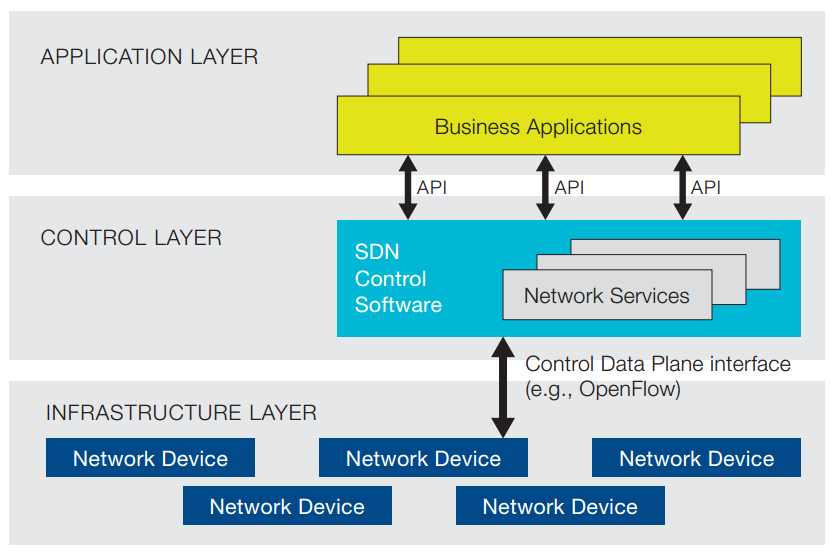 APPLICATION LAYER
Business Applications
API
API
API
CONTROL LAYER
SDN
Control
Software
Network Services
Control Data Plane interface
(e.g., OpenFlow)
INFRASTRUCTURE LAYER
Network Device
Network Device
Network Device
Network Device
Network Device